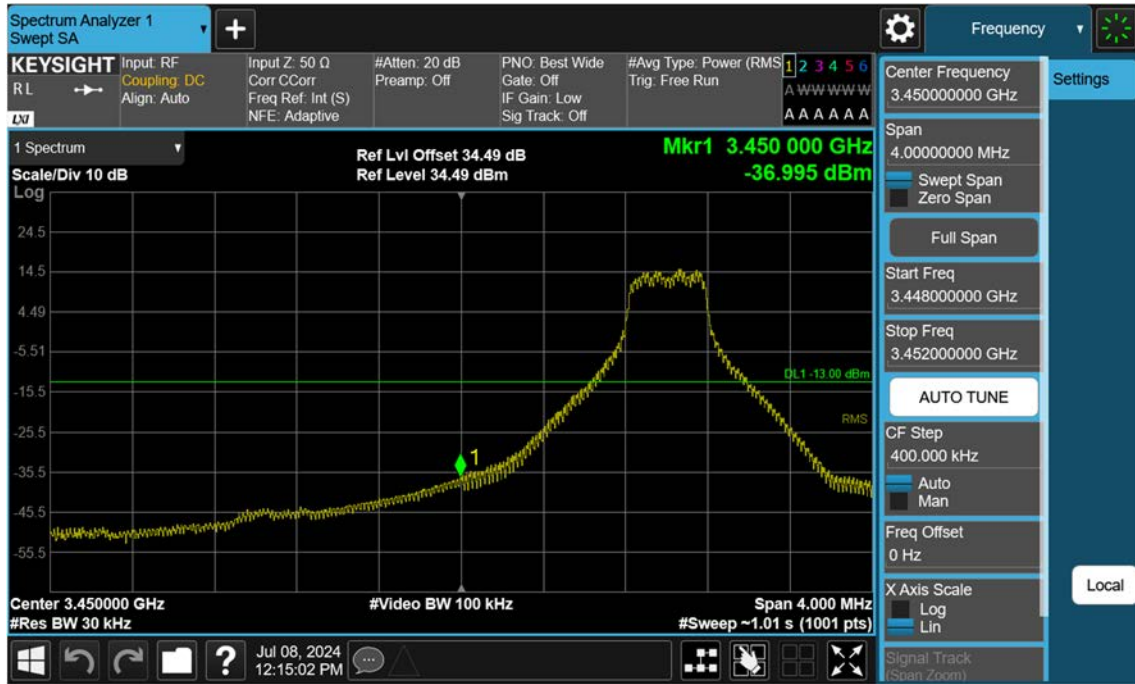 Spectrum Analyzer 1
Swept SA
+
Frequency
KEYSIGHT
R L
LXI
Input: RF
Coupling: DC
Align: Auto
Input Z: 50 Ω
Corr CCorr
Freq Ref: Int (S)
NFE: Adaptive
#Atten: 20 dB
Preamp: Off
PNO: Best Wide
Gate: Off
IF Gain: Low
Sig Track: Off
#Avg Type: Power (RMS
Trig: Free Run
1 2 3 4 5 6
A W W W W W
A A A A A A
1 Spectrum
Scale/Div 10 dB
Ref Lvl Offset 34.49 dB
Ref Level 34.49 dBm
Mkr1 3.450 000 GHz
-36.995 dBm
Log
24.5
14.5
4.49
-5.51
-15.5
-25.5
-35.5
-45.5
-55.5
DL1 -13.00 dBm
RMS
1
Center 3.450000 GHz
#Res BW 30 kHz
#Video BW 100 kHz
Span 4.000 MHz
#Sweep ~1.01 s (1001 pts)
Center Frequency
3.450000000 GHz
Settings
Span
4.00000000 MHz
Swept Span
Zero Span
Full Span
Start Freq
3.448000000 GHz
Stop Freq
3.452000000 GHz
AUTO TUNE
CF Step
400.000 kHz
Auto
Man
Freq Offset
0 Hz
X Axis Scale
Log
Lin
Local
Signal Track
(Span Zoom)
?
Jul 08, 2024
12:15:02 PM